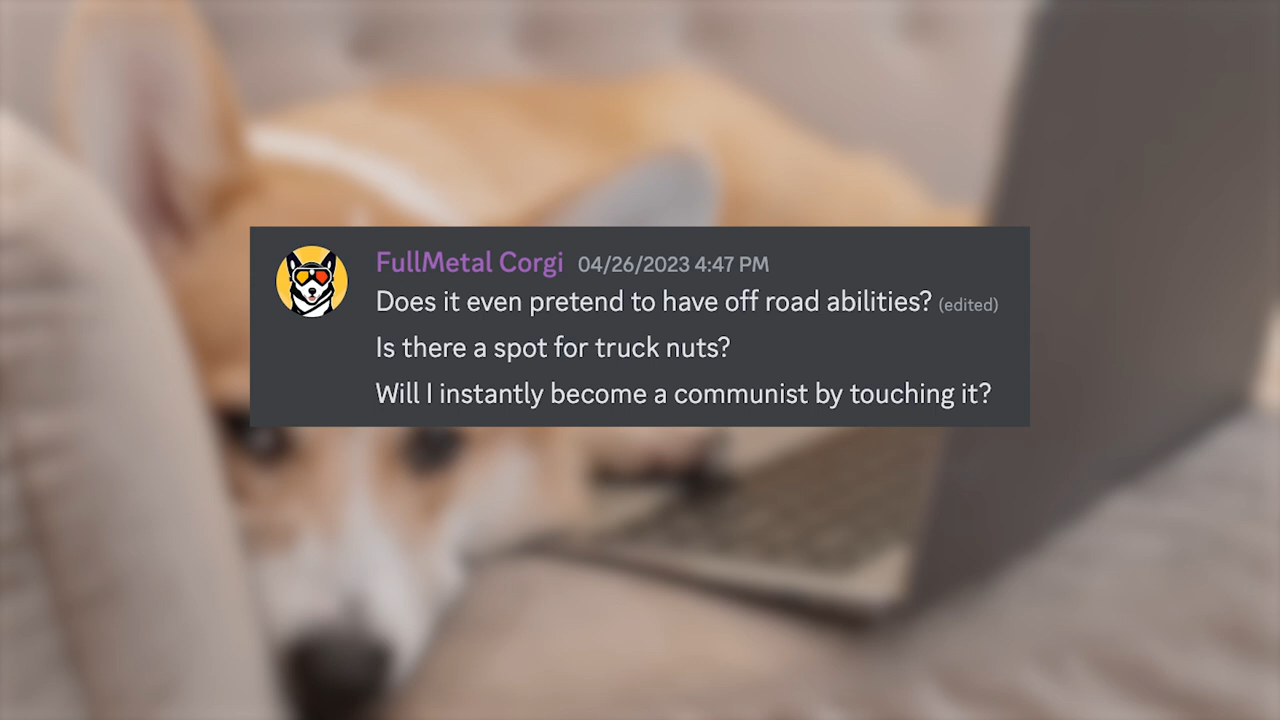 FullMetal Corgi 04/26/2023 4:47 PM
Does it even pretend to have off road abilities? (edited)
Is there a spot for truck nuts?
Will I instantly become a communist by touching it?